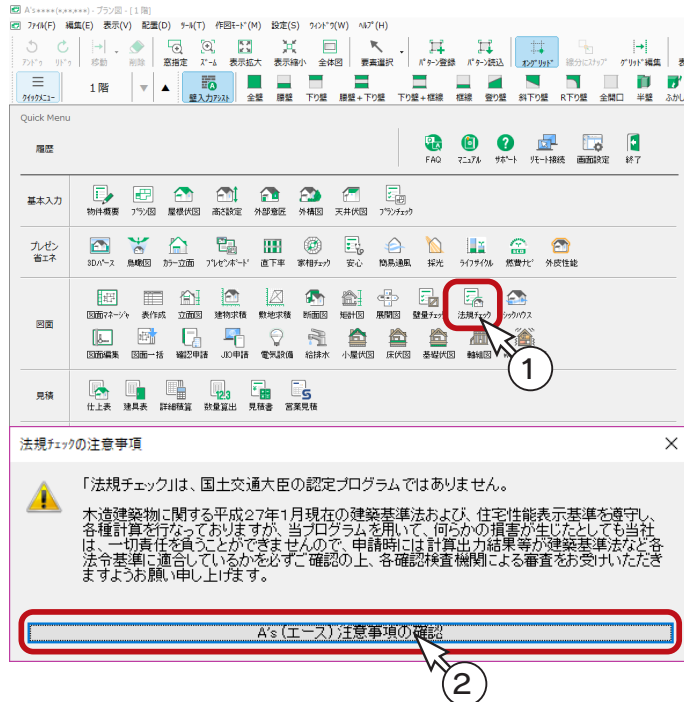 A's∗∗∗∗(∗,∗∗,∗∗∗) - プラン図 - [1 階]
ファイル(F) 編集(E) 表示(V) 配置(D) ツール(T) 作図モード(M) 設定(S) ウインドウ(W) ヘルプ(H)
アンドゥ リドゥ 移動 削除 窓指定 ズーム 表示拡大 表示縮小 全体図 要素選択 パターン登録 パターン読込 オングリッド 線分にスナップ グリッド編集 表
クイックメニュー 1 階 壁入力アシスト 全壁 腰壁 下り壁 腰壁+下り壁 下り壁+框線 框線 登り壁 斜下り壁 R下り壁 全開口 半壁 ふかし
Quick Menu
履歴
FAQ マニュアル サポート リモート接続 画面設定 終了
基本入力
物件概要 プラン図 屋根伏図 高さ設定 外部意匠 外構図 天井伏図 プランチェック
プレゼン
省エネ
3Dパース 鳥瞰図 カラー立面 プレゼンボード 直下率 家相チェック 安心 簡易通風 採光 ライフサイクル 燃費ナビ 外皮性能
図面
図面マネージャ 表作成 立面図 建物求積 敷地求積 断面図 矩計図 展開図 壁量チェック 法規チェック シックハウス
図面編集 図面一括 確認申請 JIO申請 電気設備 給排水 小屋伏図 床伏図 基礎伏図 軸組図
見積
仕上表 建具表 詳細積算 数量算出 見積書 営業見積
1
法規チェックの注意事項
「法規チェック」は、国土交通大臣の認定プログラムではありません。
木造建築物に関する平成27年1月現在の建築基準法および、住宅性能表示基準を遵守し、
各種計算を行なっておりますが、当プログラムを用いて、何らかの損害が生じたとしても当社
は、一切責任を負うことができませんので、申請時には計算出力結果等が建築基準法など各
法令基準に適合しているかを必ずご確認の上、各確認検査機関による審査をお受けいただき
ますようお願い申し上げます。
A's (エース) 注意事項の確認
2